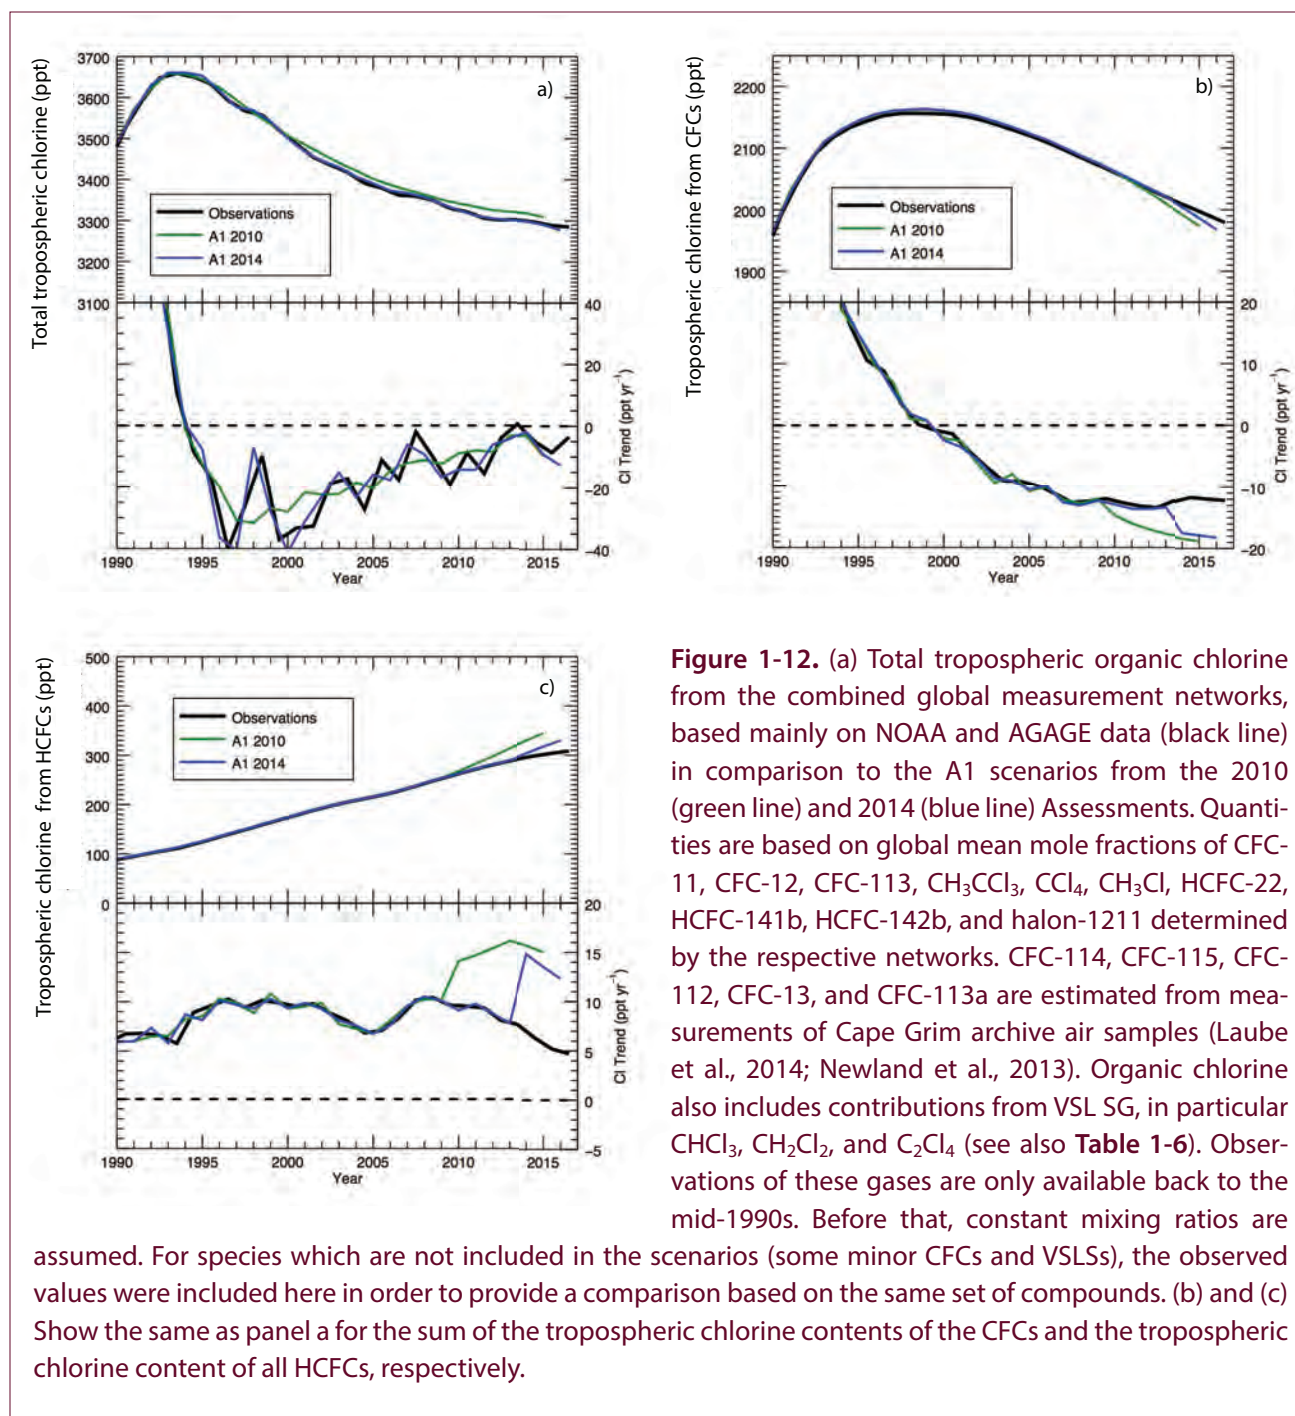 Total tropospheric chlorine (ppt)
3700
3600
3500
3400
3300
3200
3100
a)
Observations
A1 2010
A1 2014
40
20
0
−20
−40
Cl Trend (ppt yr⁻¹)
1990 1995 2000 2005 2010 2015
Year
Tropospheric chlorine from CFCs (ppt)
2200
2100
2000
1900
b)
Observations
A1 2010
A1 2014
20
10
0
−10
−20
Cl Trend (ppt yr⁻¹)
1990 1995 2000 2005 2010 2015
Year
Tropospheric chlorine from HCFCs (ppt)
500
400
300
200
100
0
c)
Observations
A1 2010
A1 2014
20
15
10
5
0
−5
Cl Trend (ppt yr⁻¹)
1990 1995 2000 2005 2010 2015
Year
Figure 1-12. (a) Total tropospheric organic chlorine
from the combined global measurement networks,
based mainly on NOAA and AGAGE data (black line)
in comparison to the A1 scenarios from the 2010
(green line) and 2014 (blue line) Assessments. Quanti-
ties are based on global mean mole fractions of CFC-
11, CFC-12, CFC-113, CH₃CCl₃, CCl₄, CH₃Cl, HCFC-22,
HCFC-141b, HCFC-142b, and halon-1211 determined
by the respective networks. CFC-114, CFC-115, CFC-
112, CFC-13, and CFC-113a are estimated from mea-
surements of Cape Grim archive air samples (Laube
et al., 2014; Newland et al., 2013). Organic chlorine
also includes contributions from VSL SG, in particular
CHCl₃, CH₂Cl₂, and C₂Cl₄ (see also Table 1-6). Obser-
vations of these gases are only available back to the
mid-1990s. Before that, constant mixing ratios are
assumed. For species which are not included in the scenarios (some minor CFCs and VSLSs), the observed
values were included here in order to provide a comparison based on the same set of compounds. (b) and (c)
Show the same as panel a for the sum of the tropospheric chlorine contents of the CFCs and the tropospheric
chlorine content of all HCFCs, respectively.